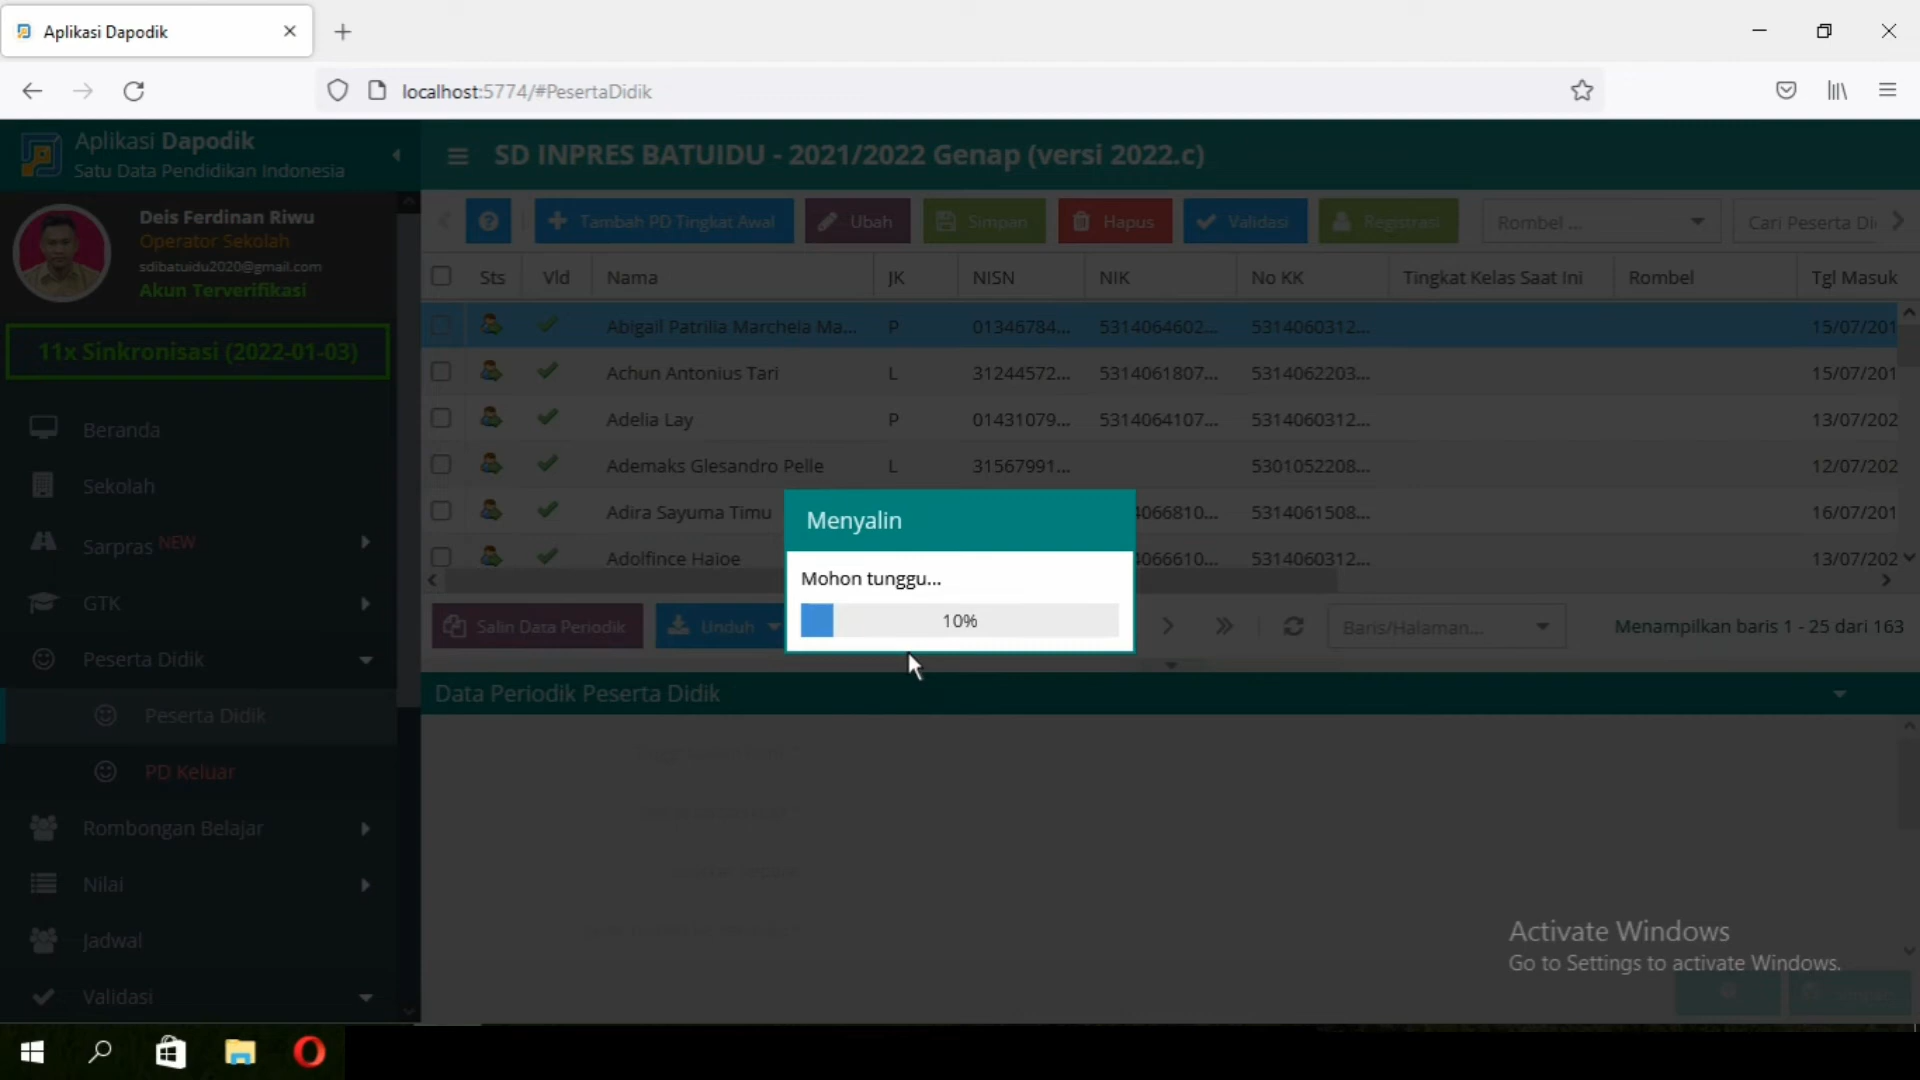 Aplikasi Dapodik
localhost:5774/#PesertaDidik
Aplikasi Dapodik
Satu Data Pendidikan Indonesia
SD INPRES BATUIDU - 2021/2022 Genap (versi 2022.c)
Deis Ferdinan Riwu
Operator Sekolah
sdibatuidu2020@gmail.com
Akun Terverifikasi
11x Sinkronisasi (2022-01-03)
Beranda
Sekolah
Sarpras NEW
GTK
Peserta Didik
Peserta Didik
PD Keluar
Rombongan Belajar
Nilai
Jadwal
Validasi
Tambah PD Tingkat Awal Ubah Simpan Hapus Validasi Registrasi Rombel ... Cari Peserta Di
Sts Vld Nama JK NISN NIK No KK Tingkat Kelas Saat Ini Rombel Tgl Masuk
Abigail Patrilia Marchela Ma... P 01346784... 5314064602... 5314060312... 15/07/201
Achun Antonius Tari L 31244572... 5314061807... 5314062203... 15/07/201
Adelia Lay P 01431079... 5314064107... 5314060312... 13/07/202
Ademaks Glesandro Pelle L 31567991... 5301052208... 12/07/202
Adira Sayuma Timu 4066810... 5314061508... 16/07/201
Adolfince Haioe 4066610... 5314060312... 13/07/202
Menyalin
Mohon tunggu...
10%
Salin Data Periodik Unduh Baris/Halaman... Menampilkan baris 1 - 25 dari 163
Data Periodik Peserta Didik
Activate Windows
Go to Settings to activate Windows.